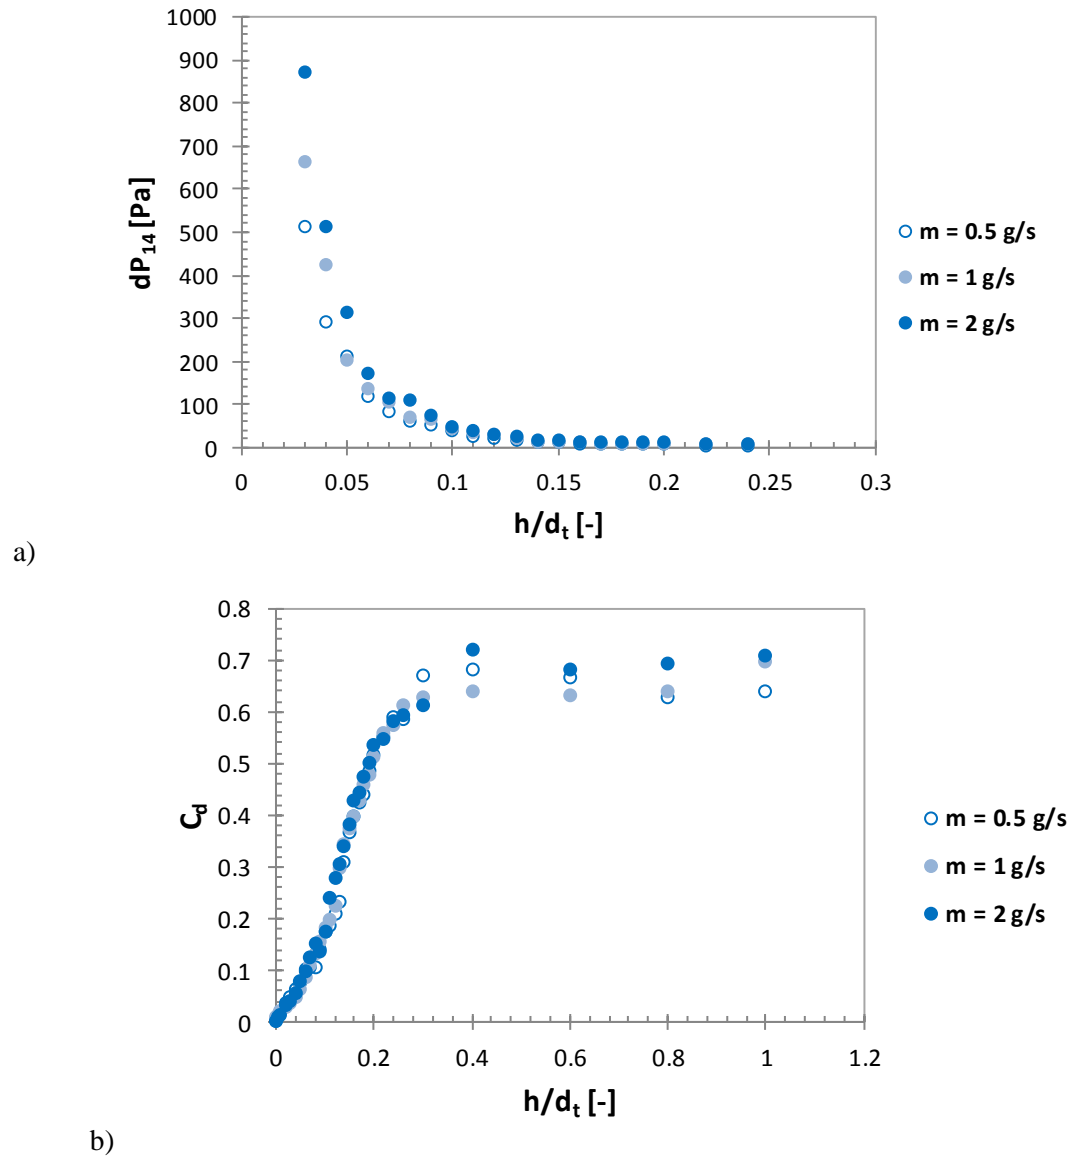 1000
900
800
700
600
500
400
300
200
100
0
dP14 [Pa]
0 0.05 0.1 0.15 0.2 0.25 0.3
h/dt [-]
m = 0.5 g/s
m = 1 g/s
m = 2 g/s
a)
0.8
0.7
0.6
0.5
0.4
0.3
0.2
0.1
0
Cd
0 0.2 0.4 0.6 0.8 1 1.2
h/dt [-]
m = 0.5 g/s
m = 1 g/s
m = 2 g/s
b)